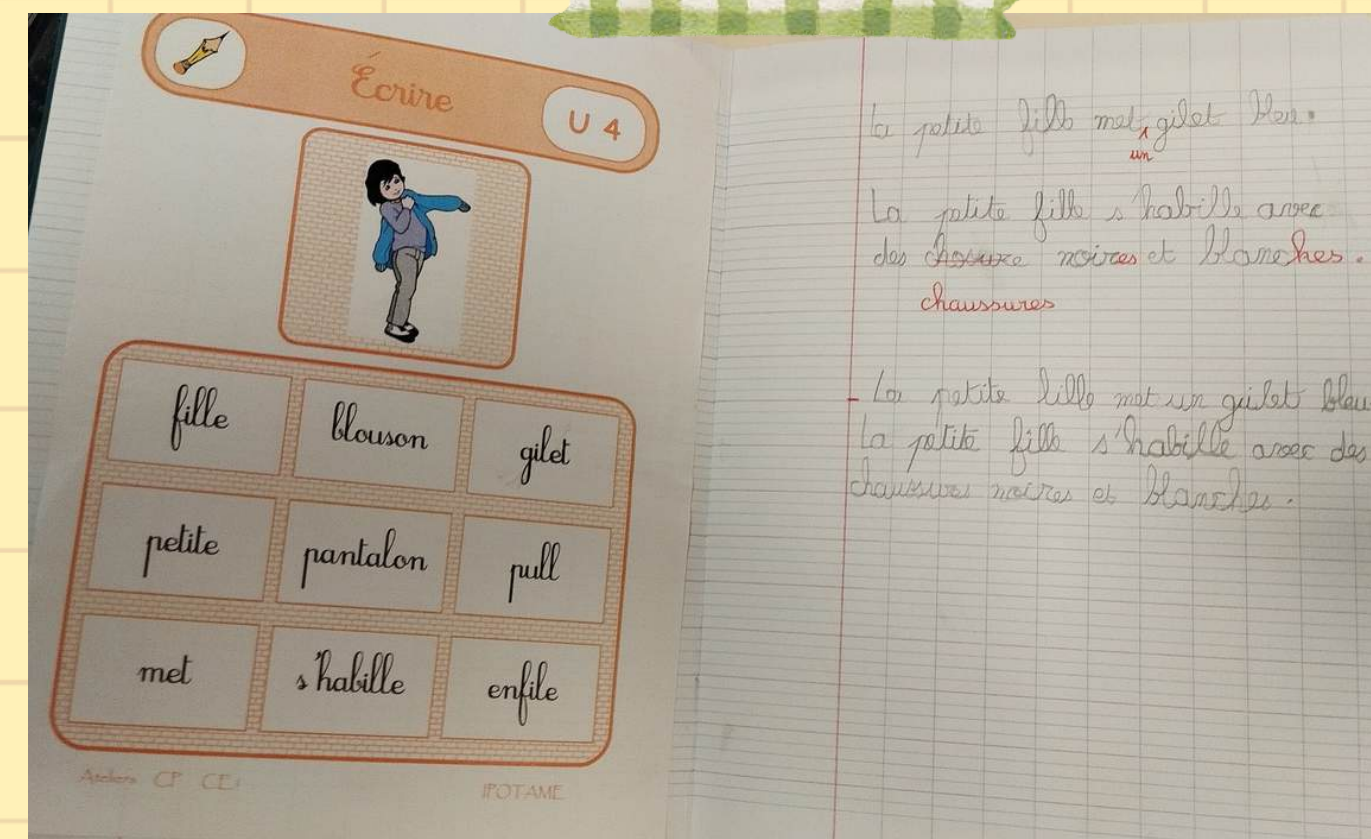 Écrire
U 4
fille
blouson
gilet
petite
pantalon
pull
met
s'habille
enfile
Ateliers CP CE1
IPOTAME
la petite fille met gilet bleu.
un
La petite fille s'habille avec
des chosure noires et blanches.
chaussures
- La petite fille met un guilet bleu
La petite fille s'habille avec des
chaussures noires et blanches.